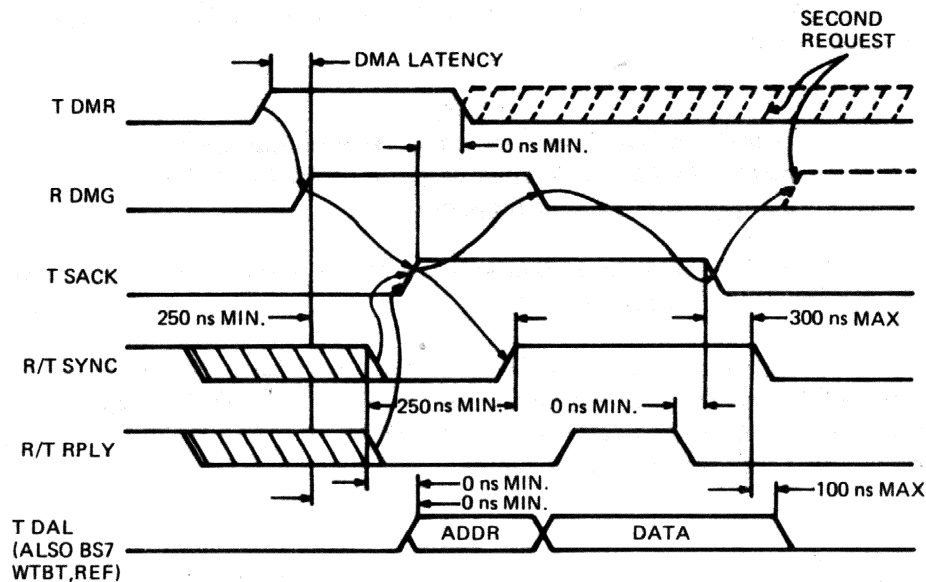 SECOND
REQUEST
DMA LATENCY
T DMR
0 ns MIN.
R DMG
T SACK
250 ns MIN.
300 ns MAX
R/T SYNC
250 ns MIN.
0 ns MIN.
R/T RPLY
0 ns MIN.
0 ns MIN.
100 ns MAX
T DAL
(ALSO BS7
WTBT,REF)
ADDR
DATA